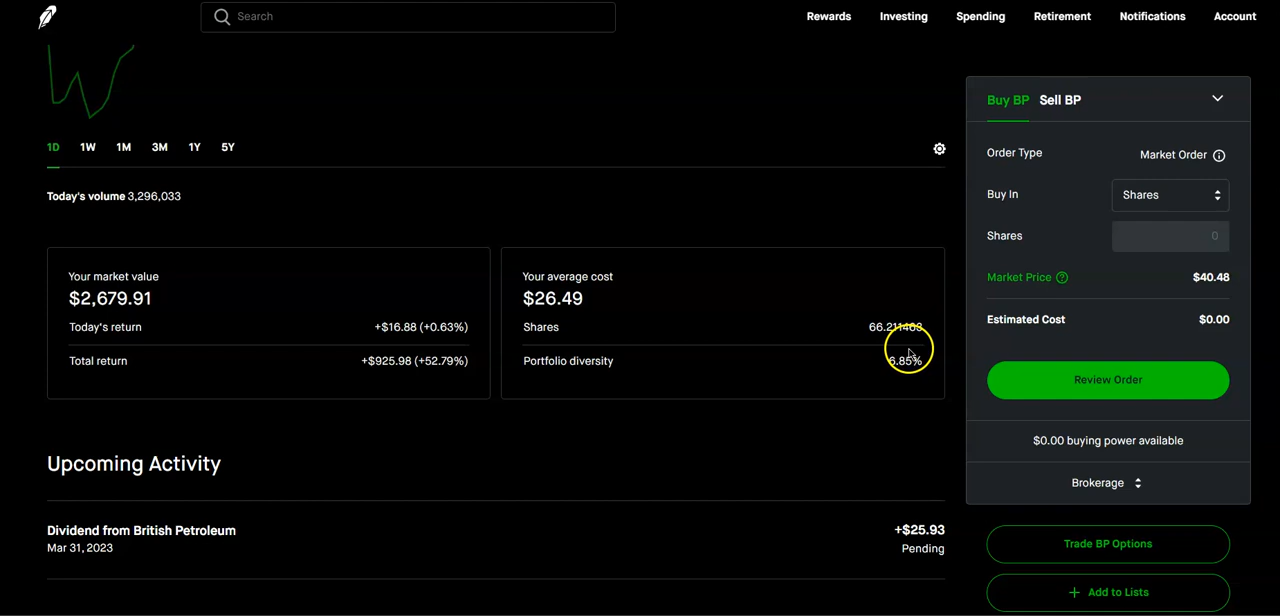 Search
Rewards
Investing
Spending
Retirement
Notifications
Account
1D 1W 1M 3M 1Y 5Y
Today's volume 3,296,033
Your market value
$2,679.91
Today's return +$16.88 (+0.63%)
Total return +$925.98 (+52.79%)
Your average cost
$26.49
Shares 66.211463
Portfolio diversity 6.85%
Upcoming Activity
Dividend from British Petroleum +$25.93
Mar 31, 2023 Pending
Buy BP Sell BP
Order Type Market Order
Buy In Shares
Shares 0
Market Price $40.48
Estimated Cost $0.00
Review Order
$0.00 buying power available
Brokerage
Trade BP Options
+ Add to Lists